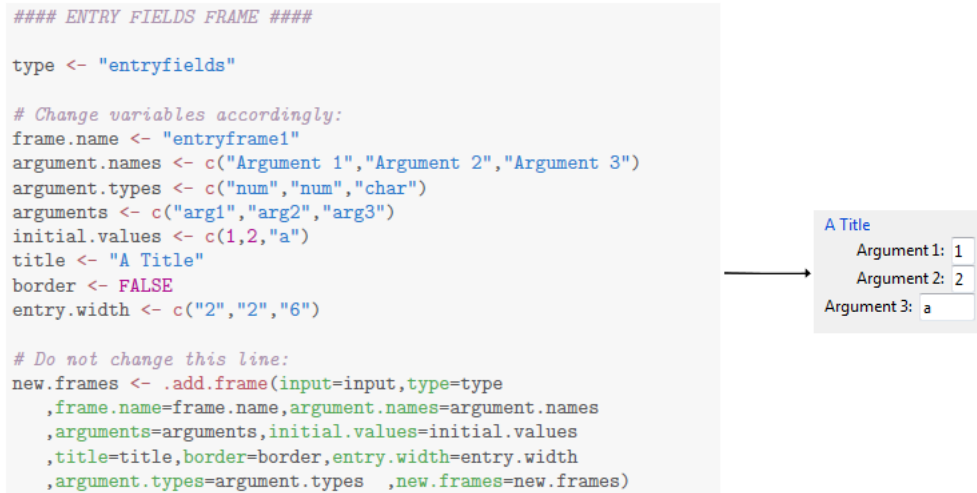 #### ENTRY FIELDS FRAME ####
type <- "entryfields"
# Change variables accordingly:
frame.name <- "entryframe1"
argument.names <- c("Argument 1","Argument 2","Argument 3")
argument.types <- c("num","num","char")
arguments <- c("arg1","arg2","arg3")
initial.values <- c(1,2,"a")
title <- "A Title"
border <- FALSE
entry.width <- c("2","2","6")
# Do not change this line:
new.frames <- .add.frame(input=input,type=type
,frame.name=frame.name,argument.names=argument.names
,arguments=arguments,initial.values=initial.values
,title=title,border=border,entry.width=entry.width
,argument.types=argument.types  ,new.frames=new.frames)
A Title
Argument 1: 1
Argument 2: 2
Argument 3: a